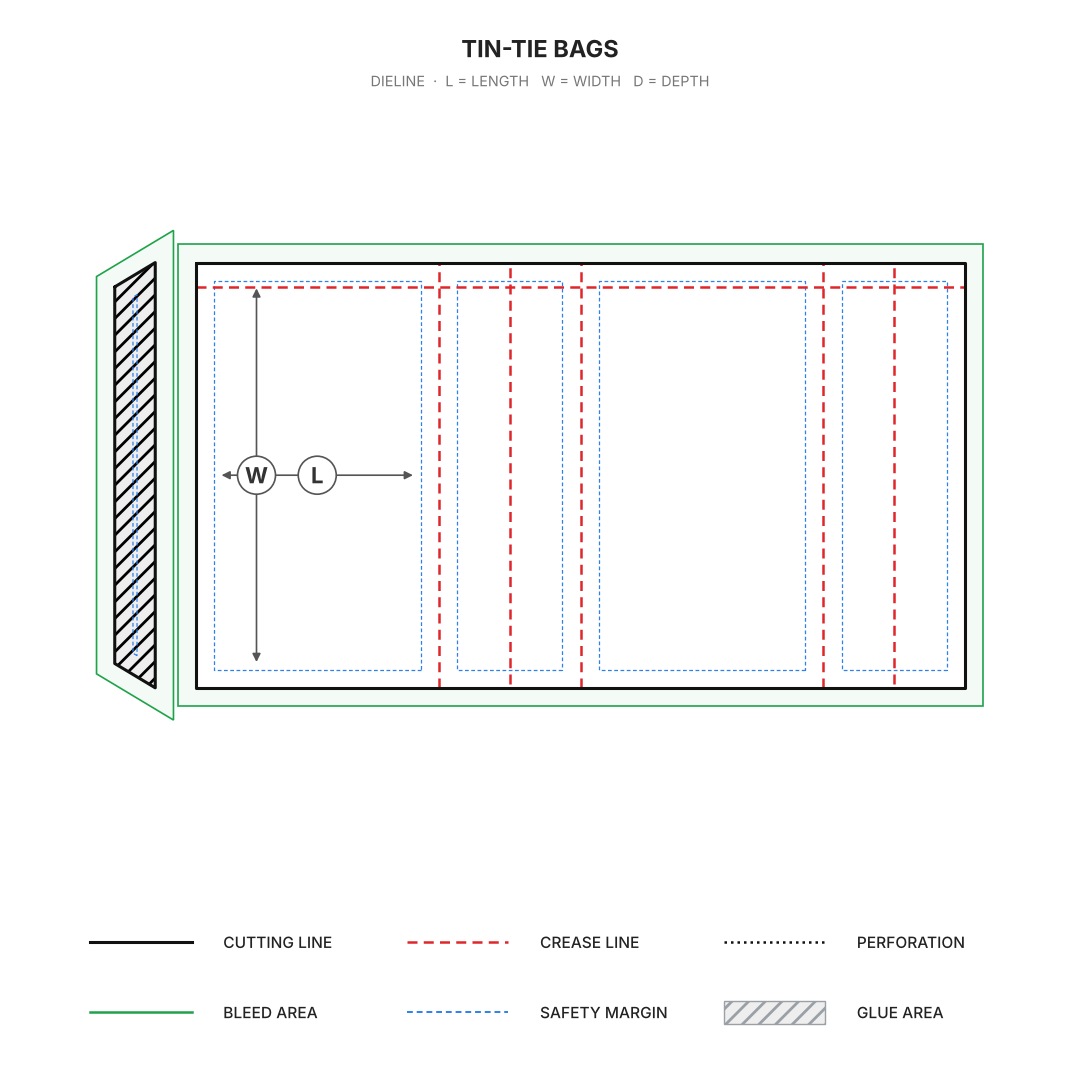 TIN-TIE BAGS
DIELINE · L = LENGTH W = WIDTH D = DEPTH
W L
CUTTING LINE CREASE LINE PERFORATION
BLEED AREA SAFETY MARGIN GLUE AREA